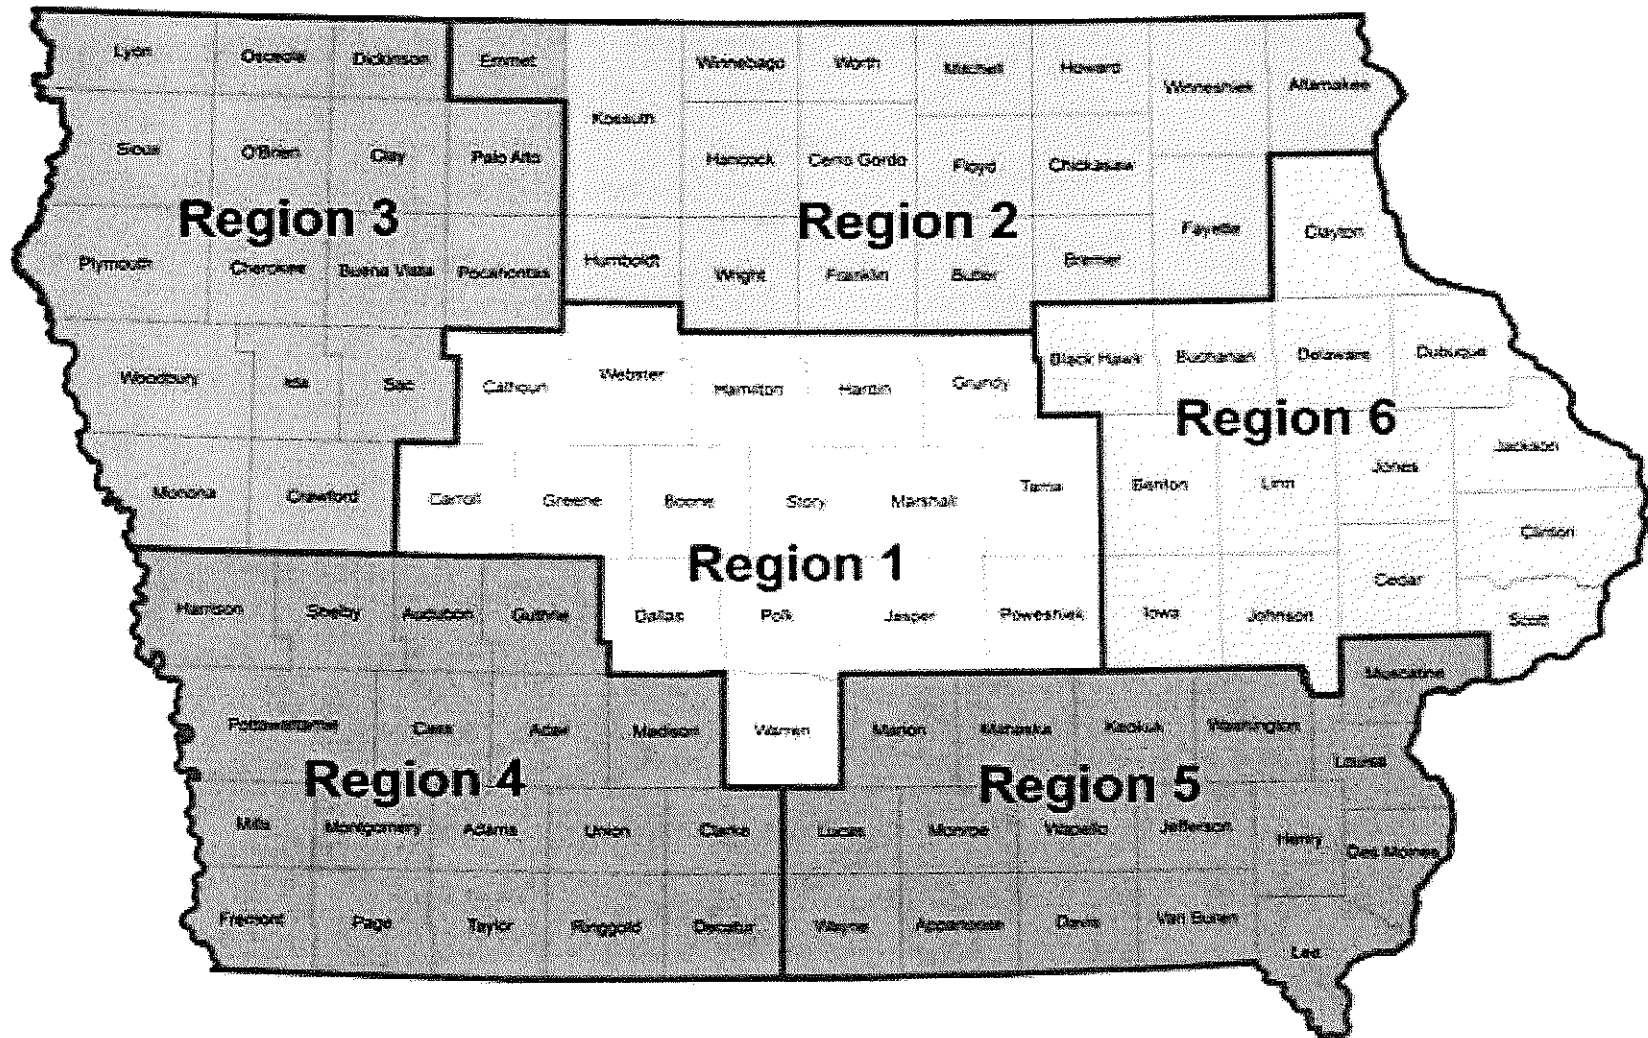 Lyon Osceola Dickinson Emmet Winnebago Worth Mitchell Howard Winneshiek Allamakee
Kossuth
Sioux O'Brien Clay Palo Alto Hancock Cerro Gordo Floyd Chickasaw
Region 3 Region 2
Fayette Clayton
Plymouth Cherokee Buena Vista Pocahontas Humboldt Wright Franklin Butler Bremer
Woodbury Ida Sac Calhoun Webster Hamilton Hardin Grundy Black Hawk Buchanan Delaware Dubuque
Region 6
Monona Crawford Carroll Greene Boone Story Marshall Tama Benton Linn Jones Jackson
Clinton
Region 1
Cedar
Harrison Shelby Audubon Guthrie Dallas Polk Jasper Poweshiek Iowa Johnson Scott
Muscatine
Pottawattamie Cass Adair Madison Warren Marion Mahaska Keokuk Washington
Louisa
Region 4 Region 5
Mills Montgomery Adams Union Clarke Lucas Monroe Wapello Jefferson Henry Des Moines
Fremont Page Taylor Ringgold Decatur Wayne Appanoose Davis Van Buren
Lee